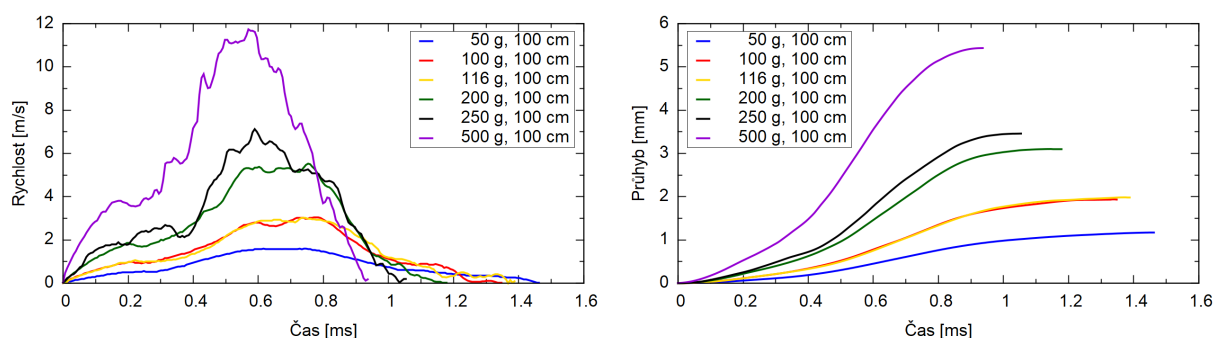 12
10
8
6
4
2
0
Rychlost [m/s]
50 g, 100 cm
100 g, 100 cm
116 g, 100 cm
200 g, 100 cm
250 g, 100 cm
500 g, 100 cm
0 0.2 0.4 0.6 0.8 1 1.2 1.4 1.6
Čas [ms]
6
5
4
3
2
1
0
Průhyb [mm]
50 g, 100 cm
100 g, 100 cm
116 g, 100 cm
200 g, 100 cm
250 g, 100 cm
500 g, 100 cm
0 0.2 0.4 0.6 0.8 1 1.2 1.4 1.6
Čas [ms]